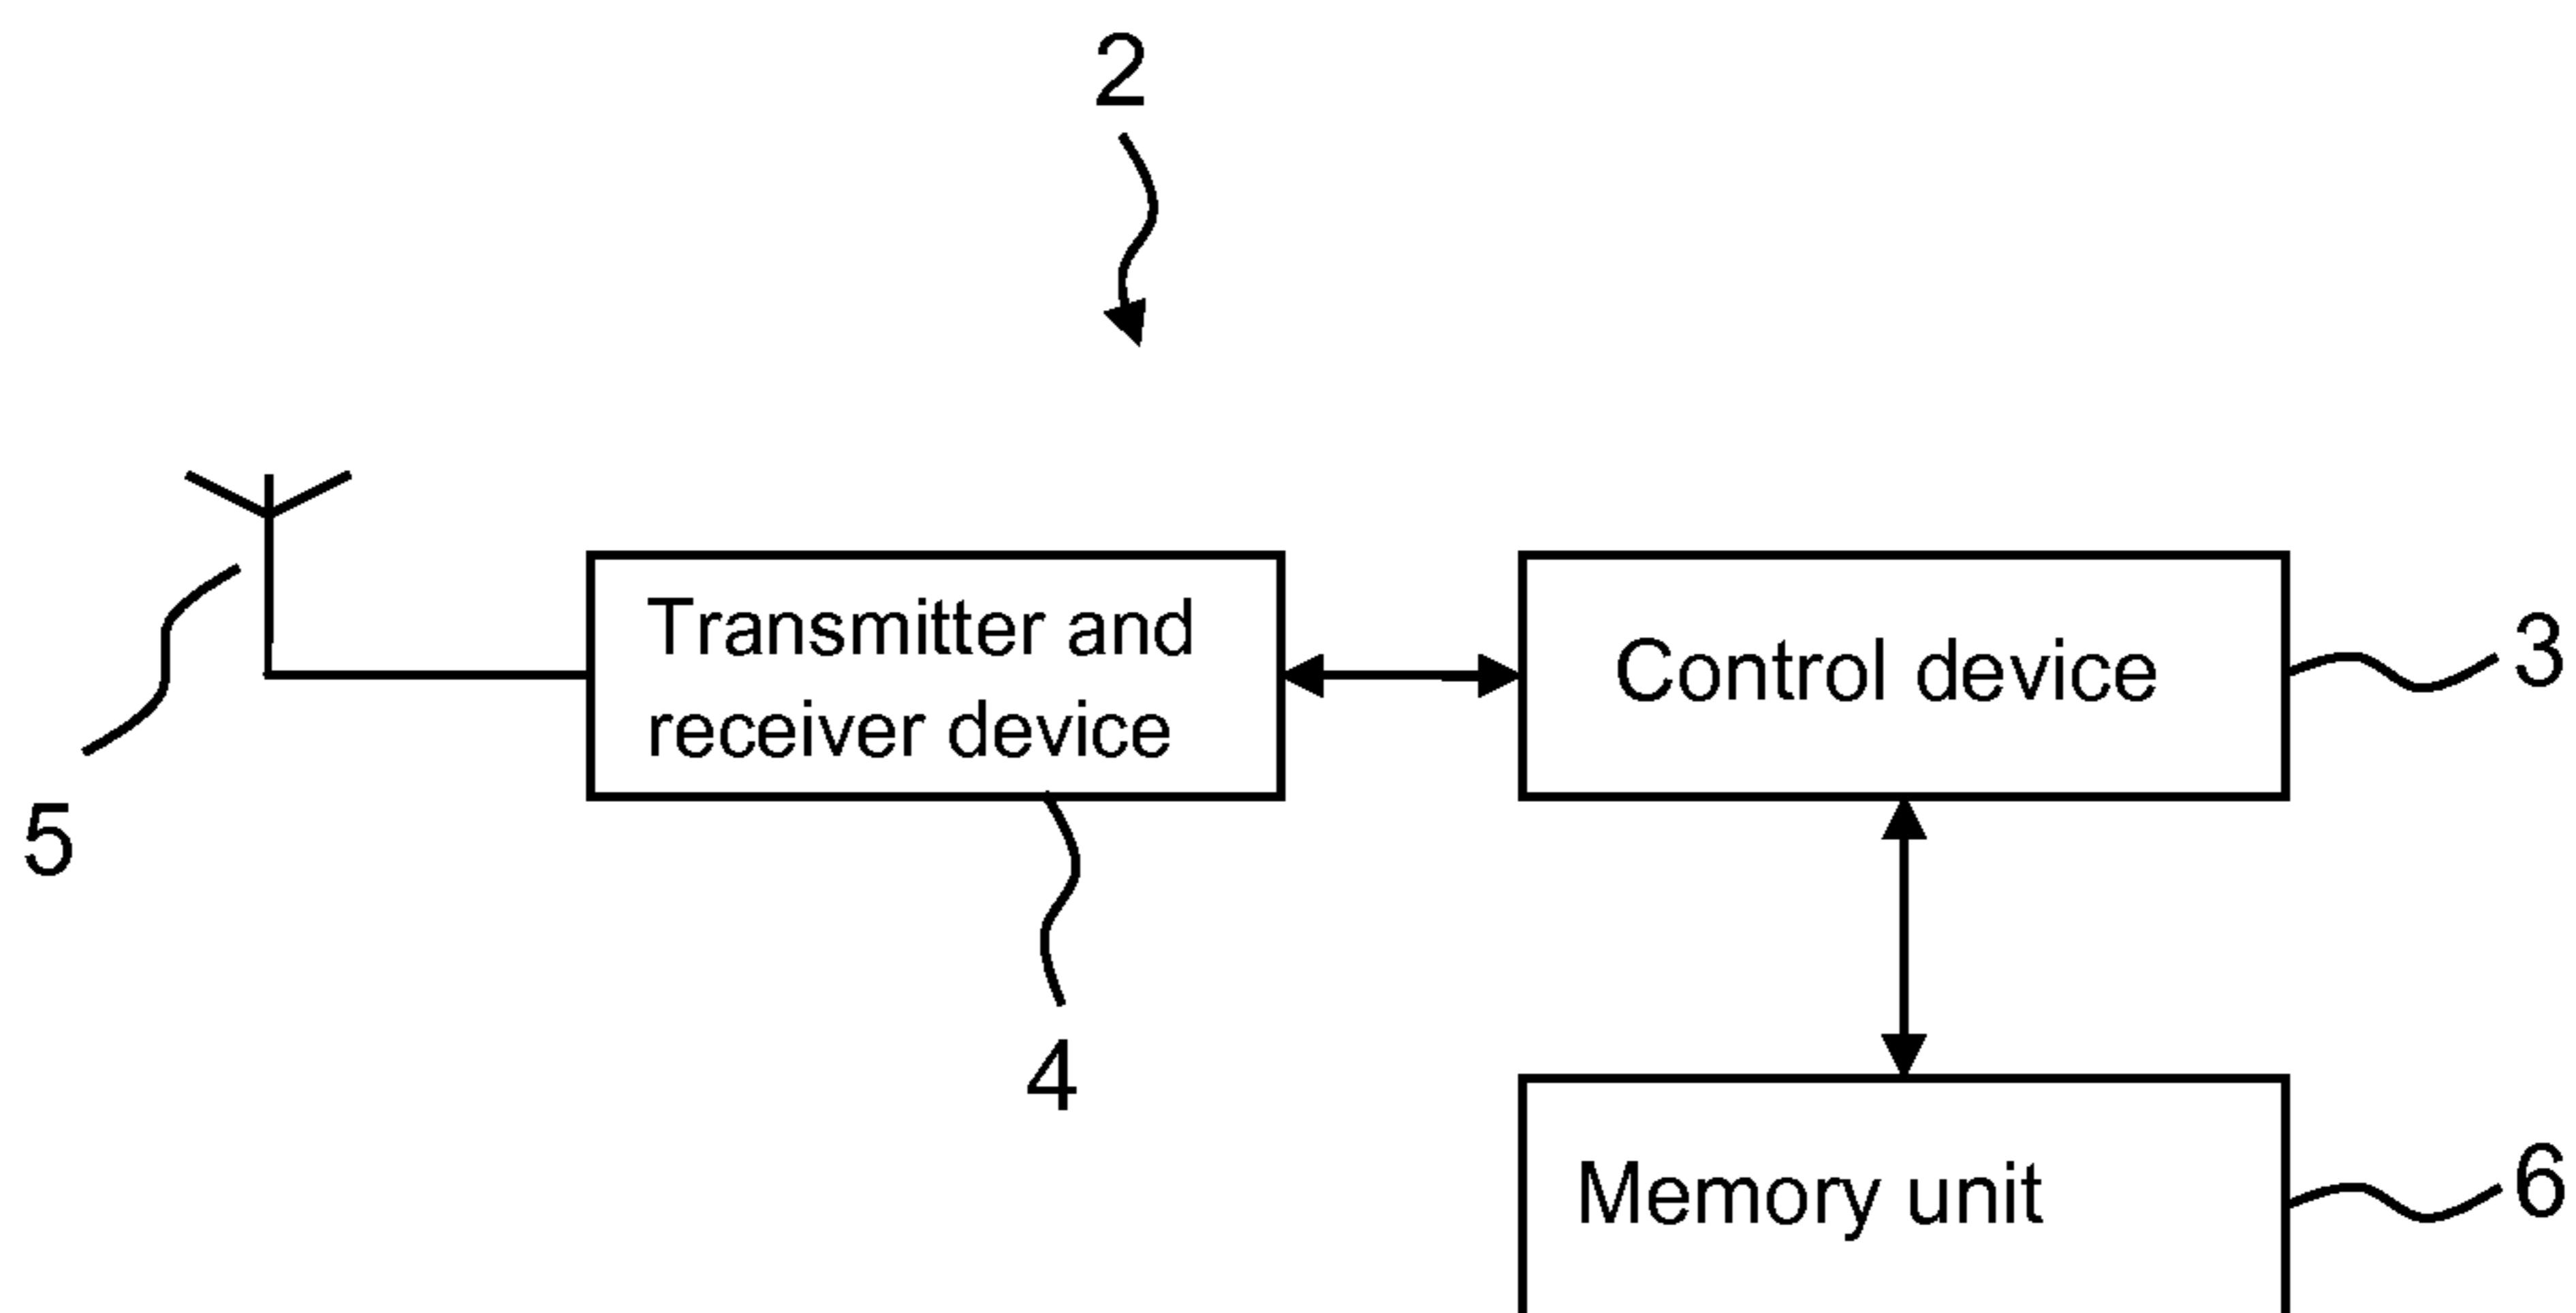 2
Transmitter and
receiver device
Control device
3
5
4
Memory unit
6